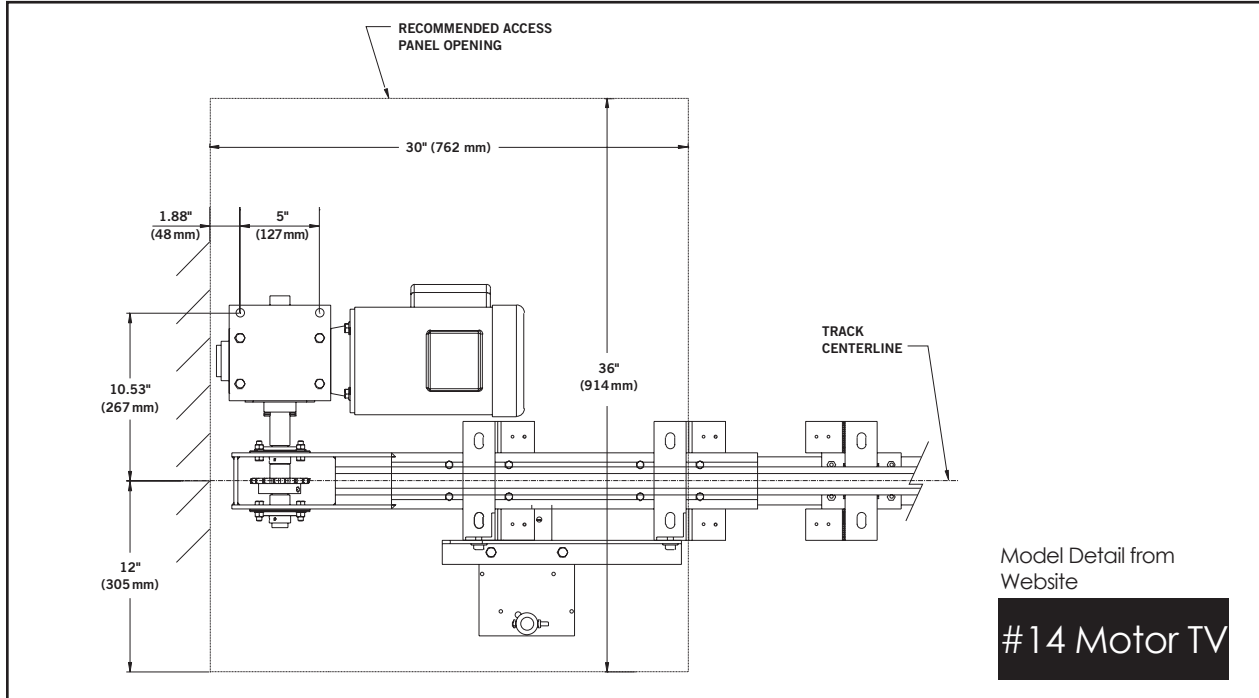 RECOMMENDED ACCESS
PANEL OPENING
30" (762 mm)
1.88"
(48 mm)
5"
(127 mm)
TRACK
CENTERLINE
36"
(914 mm)
10.53"
(267 mm)
12"
(305 mm)
Model Detail from
Website
#14 Motor TV